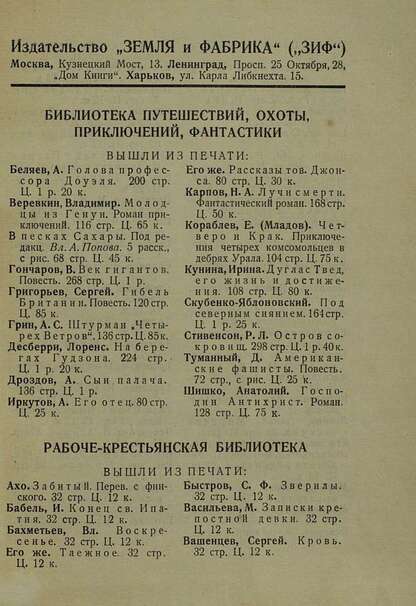 Издательство „ЗЕМЛЯ и ФАБРИКА“ („ЗИФ“)
Москва, Кузнецкий Мост, 13. Ленинград, Просп. 25 Октября, 28,
„Дом Книги“. Харьков, ул. Карла Либкнехта. 15.
БИБЛИОТЕКА ПУТЕШЕСТВИЙ, ОХОТЫ,
ПРИКЛЮЧЕНИЙ, ФАНТАСТИКИ
ВЫШЛИ ИЗ ПЕЧАТИ:
Беляев, А. Голова профес-
сора Доуэля. 200 стр.
Ц. 1 р. 20 к.
Веревкин, Владимир. Молод-
цы из Генуи. Роман при-
ключений. 116 стр. Ц. 65 к.
В песках Сахары. Под ре-
дакц. Вл. А. Попова. 5 расск.,
с рис. 68 стр. Ц. 45 к.
Гончаров, В. Век гигантов.
Повесть. 268 стр. Ц. 1 р.
Григорьев, Сергей. Гибель
Британии. Повесть. 120 стр.
Ц. 85 к.
Грин, А. С. Штурман „Четы-
рех Ветров“. 136 стр. Ц. 85 к.
Десберри, Лоренс. На бере-
гах Гудзона. 224 стр.
Ц. 1 р. 20 к.
Дроздов, А. Сын палача.
136 стр. Ц. 1 р.
Иркутов, А. Его отец. 80 стр.
Ц. 25 к.
Его же. Рассказы тов. Джон-
са. 80 стр. Ц. 30 к.
Карпов, Н. А. Лучи смерти.
Фантастический роман. 168 стр.
Ц. 50 к.
Кораблев, Е. (Младов). Чет-
веро и Крак. Приключе-
ния четырех комсомольцев в
дебрях Урала. 104 стр. Ц. 75 к.
Кунина, Ирина. Дуглас Твед,
его жизнь и достиже-
ния. 108 стр. Ц. 80 к.
Скубенко-Яблоновский. Под
северным сиянием. 164 стр.
Ц. 1 р. 25 к.
Стивенсон, Р. Л. Остров со-
кровищ. 298 стр. Ц. 1 р. 40 к.
Туманный, Д. Американ-
ские фашисты. Повесть.
72 стр., с рис. Ц. 25 к.
Шишко, Анатолий. Госпо-
дин Антихрист. Роман.
128 стр. Ц. 75 к.
РАБОЧЕ-КРЕСТЬЯНСКАЯ БИБЛИОТЕКА
ВЫШЛИ ИЗ ПЕЧАТИ:
Ахо. Забитый. Перев. с фин-
ского. 32 стр. Ц. 12 к.
Бабель, И. Конец св. Ипа-
тия. 32 стр. Ц. 12 к.
Бахметьев, Вл. Воскре-
сенье. 32 стр. Ц. 12 к.
Его же. Таежное. 32 стр.
Ц. 12 к.
Быстров, С. Ф. Зверилы.
32 стр. Ц. 12 к.
Васильева, М. Записки кре-
постной девки. 32 стр.
Ц. 12 к.
Вашенцев, Сергей. Кровь.
32 стр. Ц. 12 к.